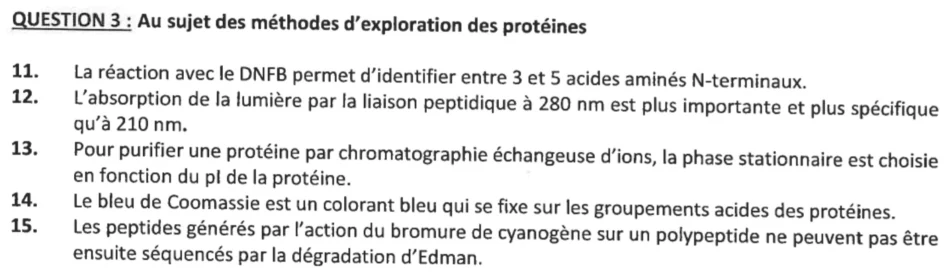 QUESTION 3 : Au sujet des méthodes d'exploration des protéines
11. La réaction avec le DNFB permet d'identifier entre 3 et 5 acides aminés N-terminaux.
12. L'absorption de la lumière par la liaison peptidique à 280 nm est plus importante et plus spécifique
qu'à 210 nm.
13. Pour purifier une protéine par chromatographie échangeuse d'ions, la phase stationnaire est choisie
en fonction du pI de la protéine.
14. Le bleu de Coomassie est un colorant bleu qui se fixe sur les groupements acides des protéines.
15. Les peptides générés par l'action du bromure de cyanogène sur un polypeptide ne peuvent pas être
ensuite séquencés par la dégradation d'Edman.